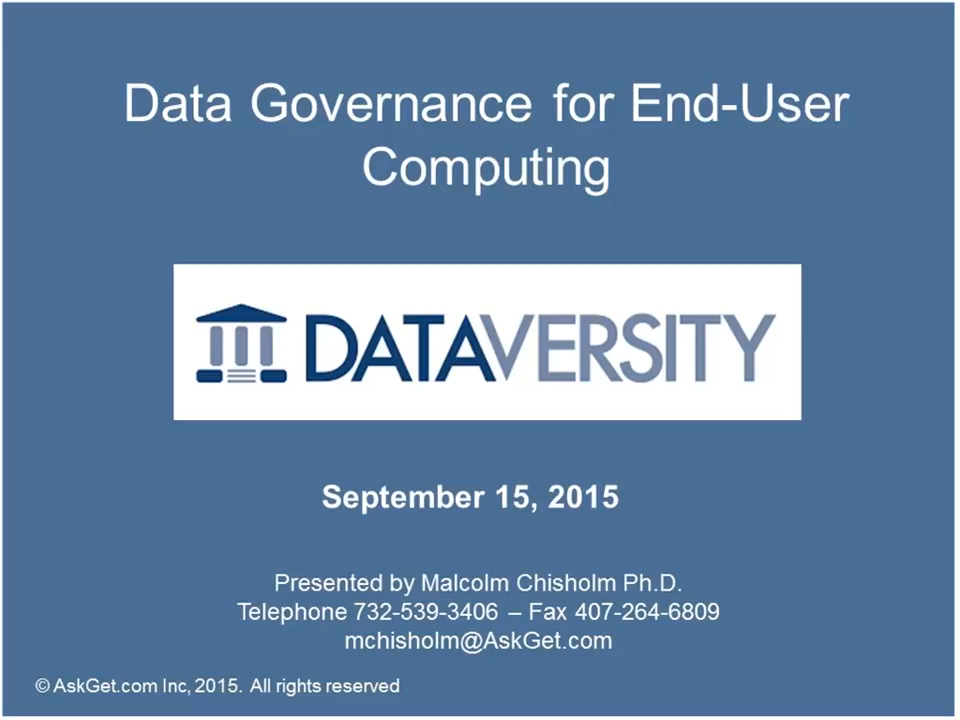 Data Governance for End-User
Computing
DATAVERSITY
September 15, 2015
Presented by Malcolm Chisholm Ph.D.
Telephone 732-539-3406 – Fax 407-264-6809
mchisholm@AskGet.com
© AskGet.com Inc, 2015. All rights reserved